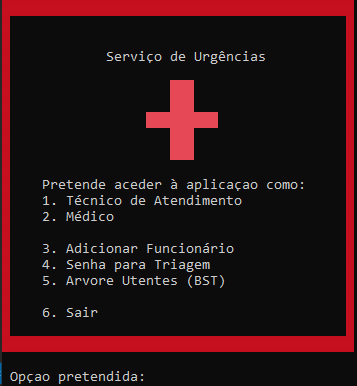 Serviço de Urgências
Pretende aceder à aplicaçao como:
1. Técnico de Atendimento
2. Médico
3. Adicionar Funcionário
4. Senha para Triagem
5. Arvore Utentes (BST)
6. Sair
Opçao pretendida: